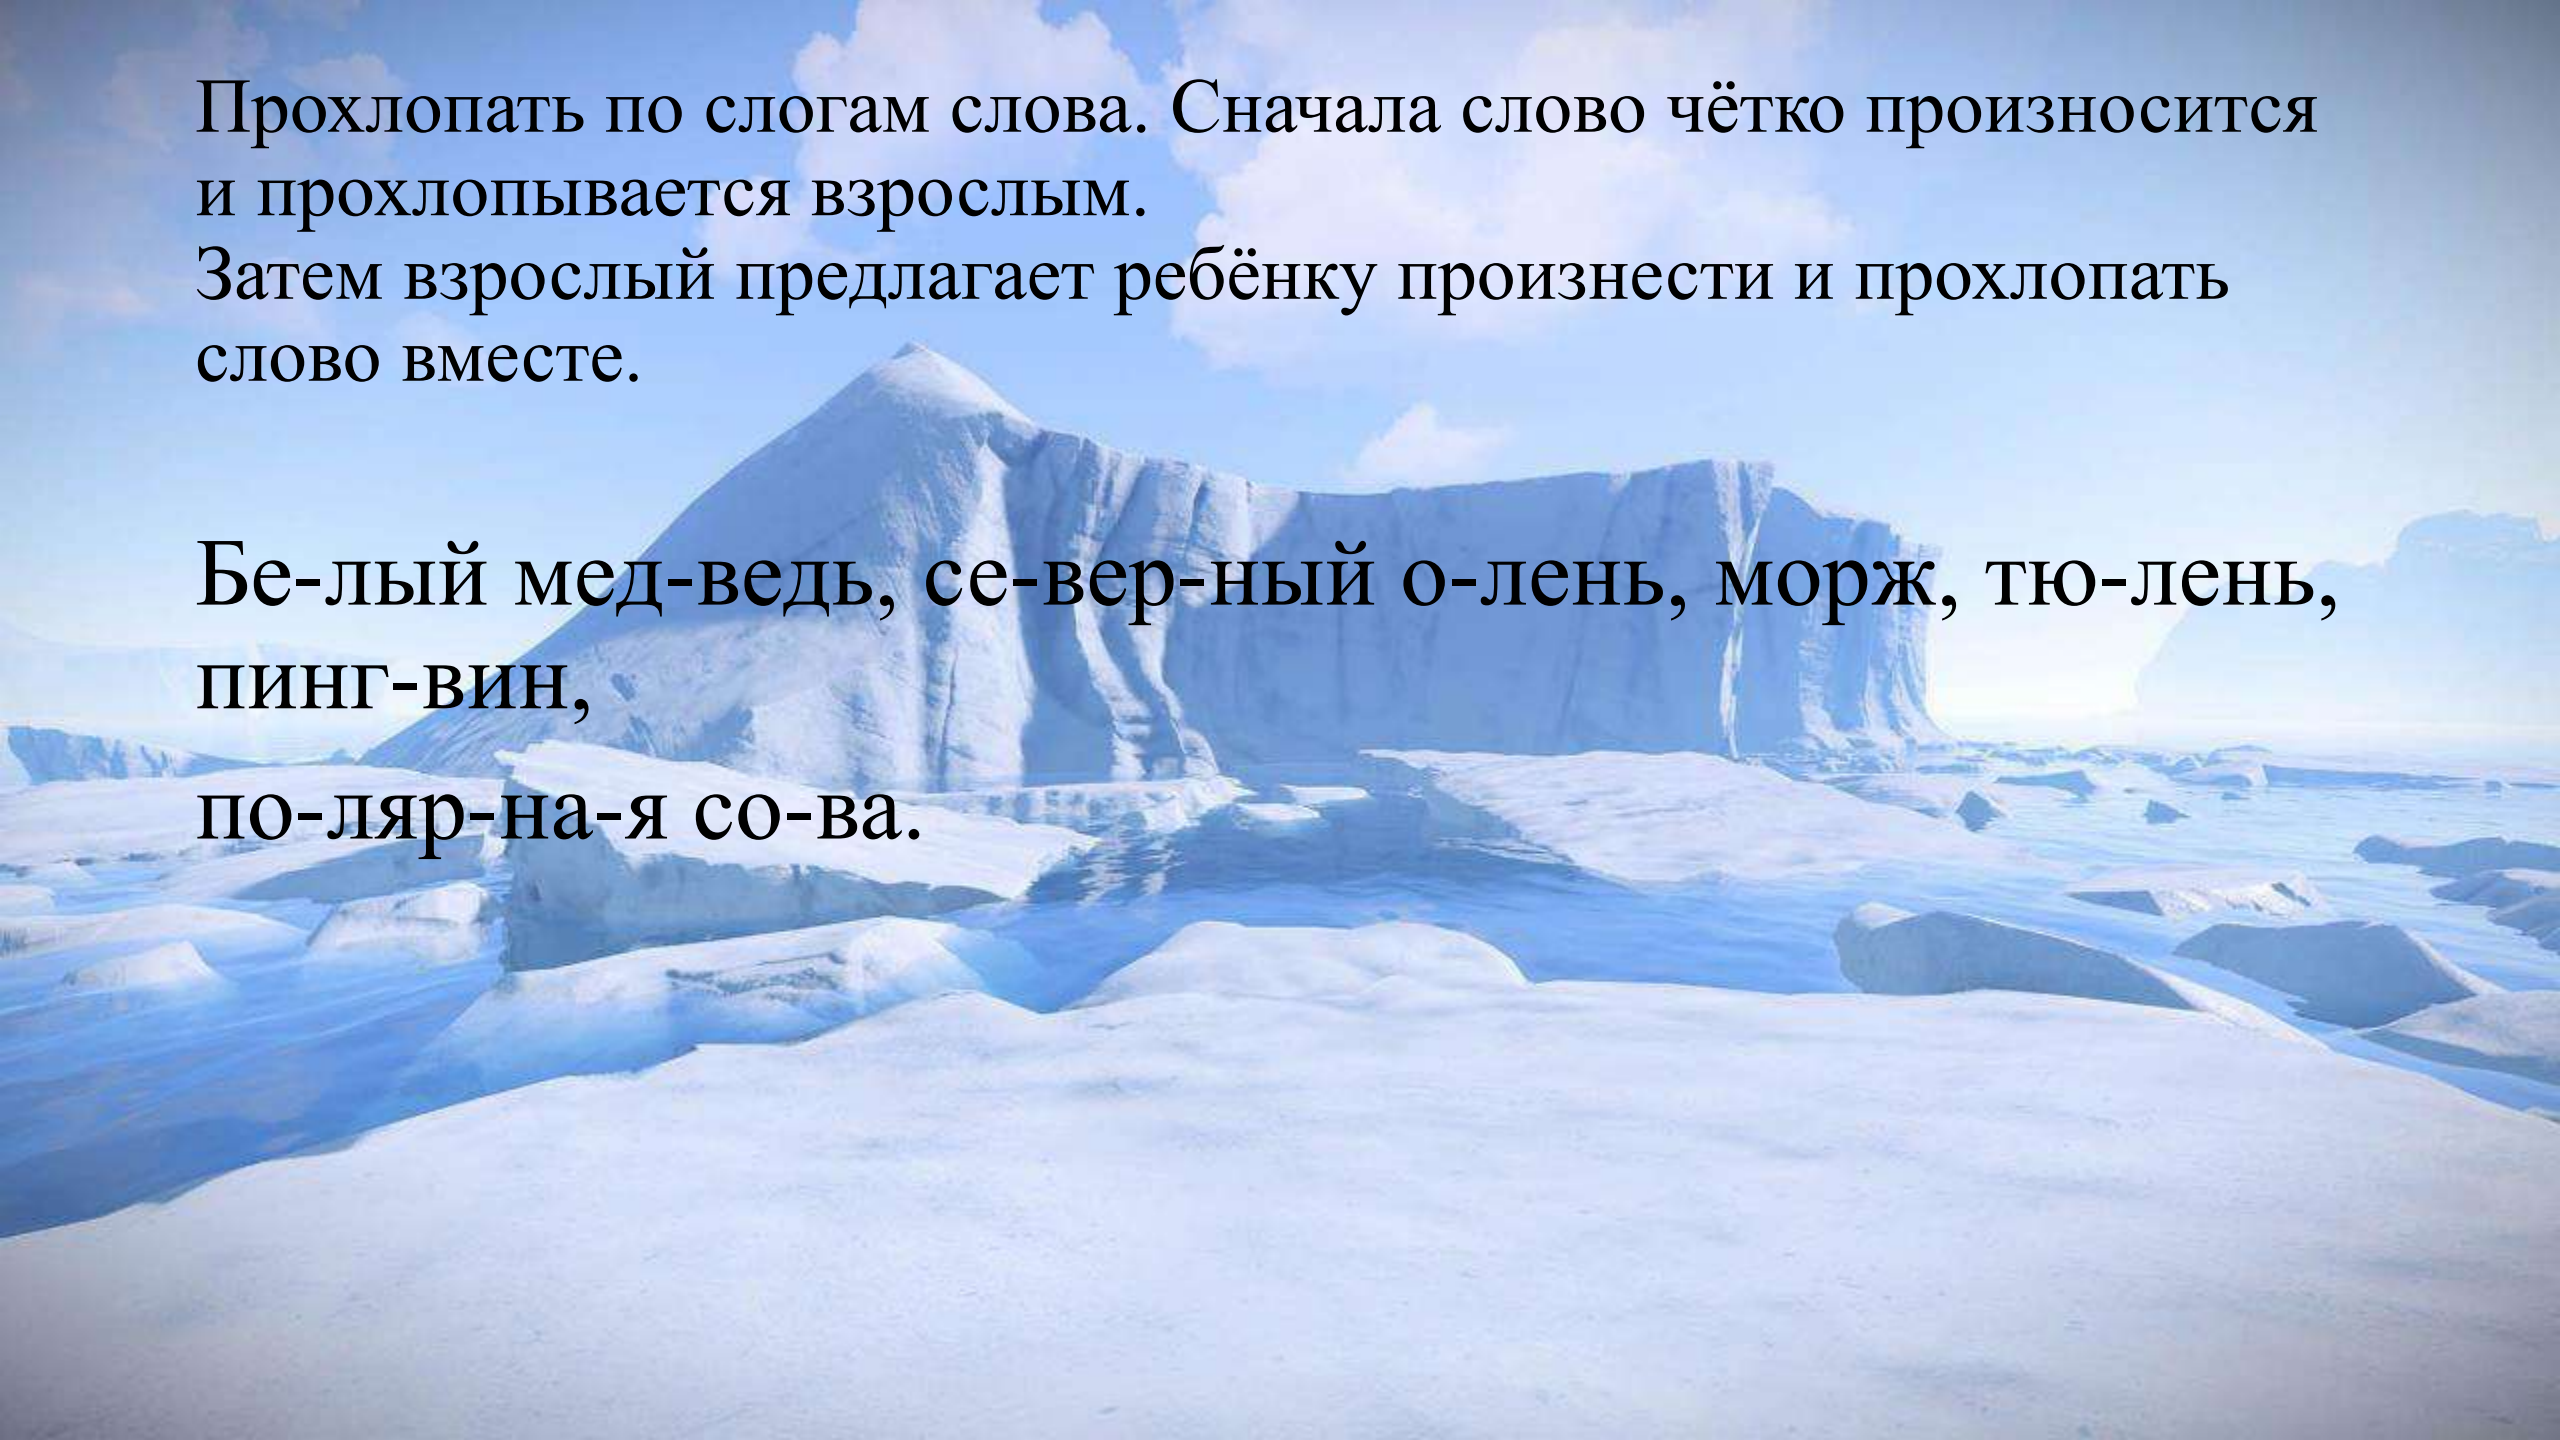 Прохлопать по слогам слова. Сначала слово чётко произносится
и прохлопывается взрослым.
Затем взрослый предлагает ребёнку произнести и прохлопать
слово вместе.
Бе-лый мед-ведь, се-вер-ный о-лень, морж, тю-лень,
пинг-вин,
по-ляр-на-я со-ва.